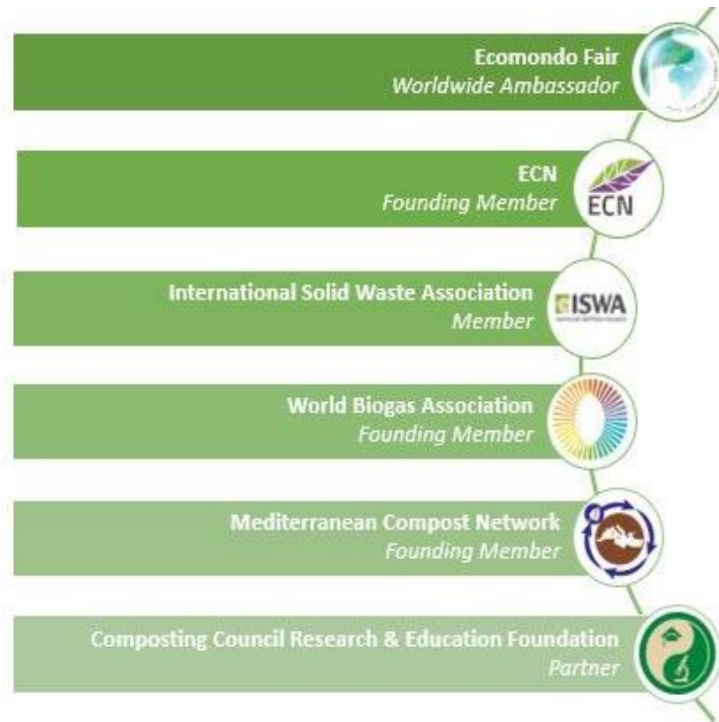 Ecomondo Fair
Worldwide Ambassador
ECN
Founding Member
ECN
International Solid Waste Association
Member
ISWA
World Biogas Association
Founding Member
Mediterranean Compost Network
Founding Member
Composting Council Research & Education Foundation
Partner